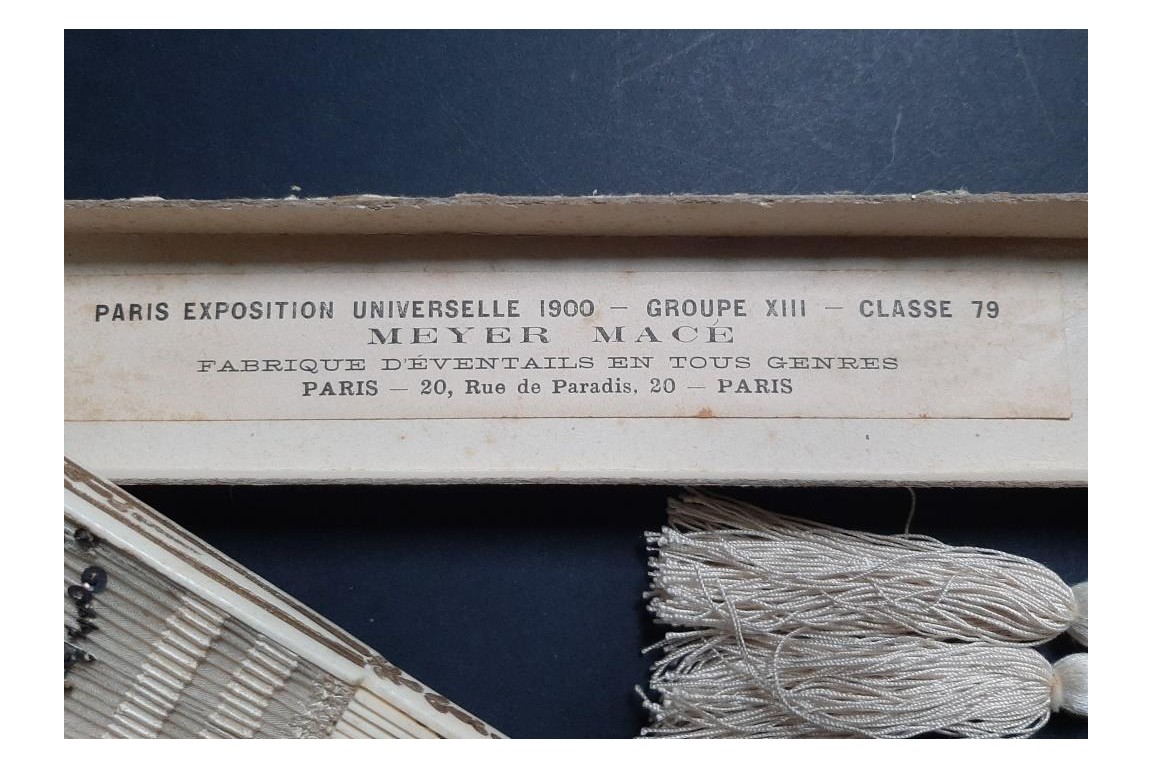 PARIS EXPOSITION UNIVERSELLE 1900 — GROUPE XIII — CLASSE 79
MEYER MACÉ
FABRIQUE D'ÉVENTAILS EN TOUS GENRES
PARIS — 20, Rue de Paradis, 20 — PARIS